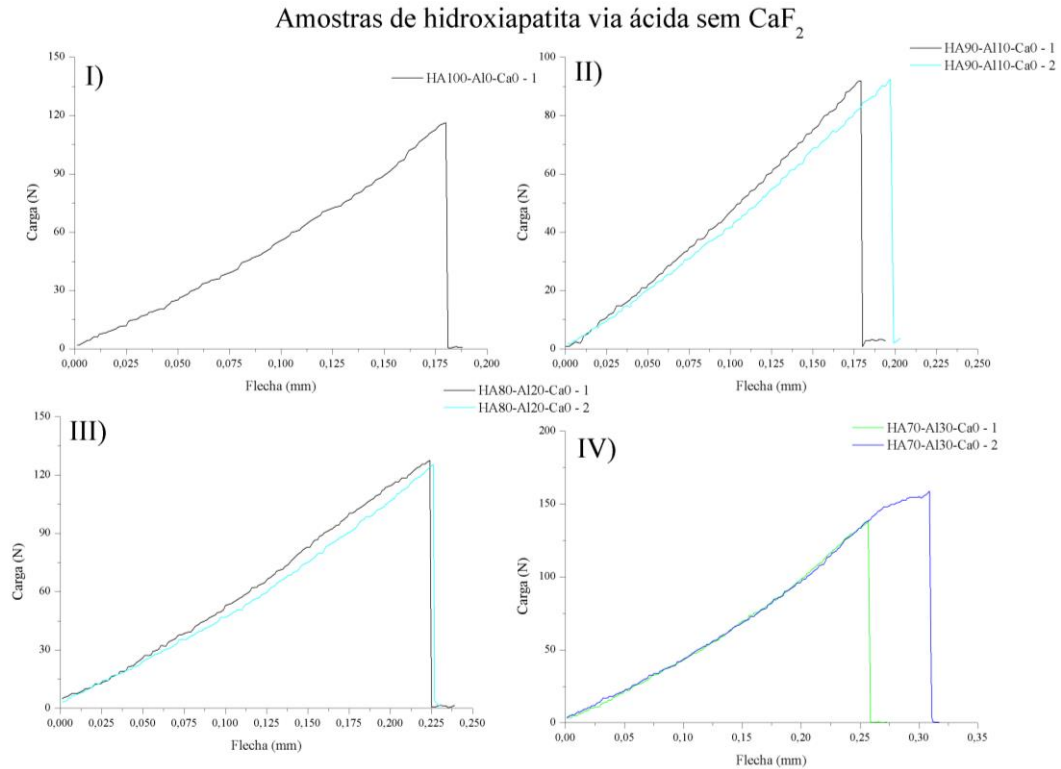 Amostras de hidroxiapatita via ácida sem CaF2
I)
HA100-Al0-Ca0 - 1
Carga (N)
150
120
90
60
30
0
0,000 0,025 0,050 0,075 0,100 0,125 0,150 0,175 0,200
Flecha (mm)
II)
HA90-Al10-Ca0 - 1
HA90-Al10-Ca0 - 2
Carga (N)
100
80
60
40
20
0
0,000 0,025 0,050 0,075 0,100 0,125 0,150 0,175 0,200 0,225 0,250
Flecha (mm)
III)
HA80-Al20-Ca0 - 1
HA80-Al20-Ca0 - 2
Carga (N)
150
120
90
60
30
0
0,000 0,025 0,050 0,075 0,100 0,125 0,150 0,175 0,200 0,225 0,250
Flecha (mm)
IV)
HA70-Al30-Ca0 - 1
HA70-Al30-Ca0 - 2
Carga (N)
200
150
100
50
0
0,00 0,05 0,10 0,15 0,20 0,25 0,30 0,35
Flecha (mm)